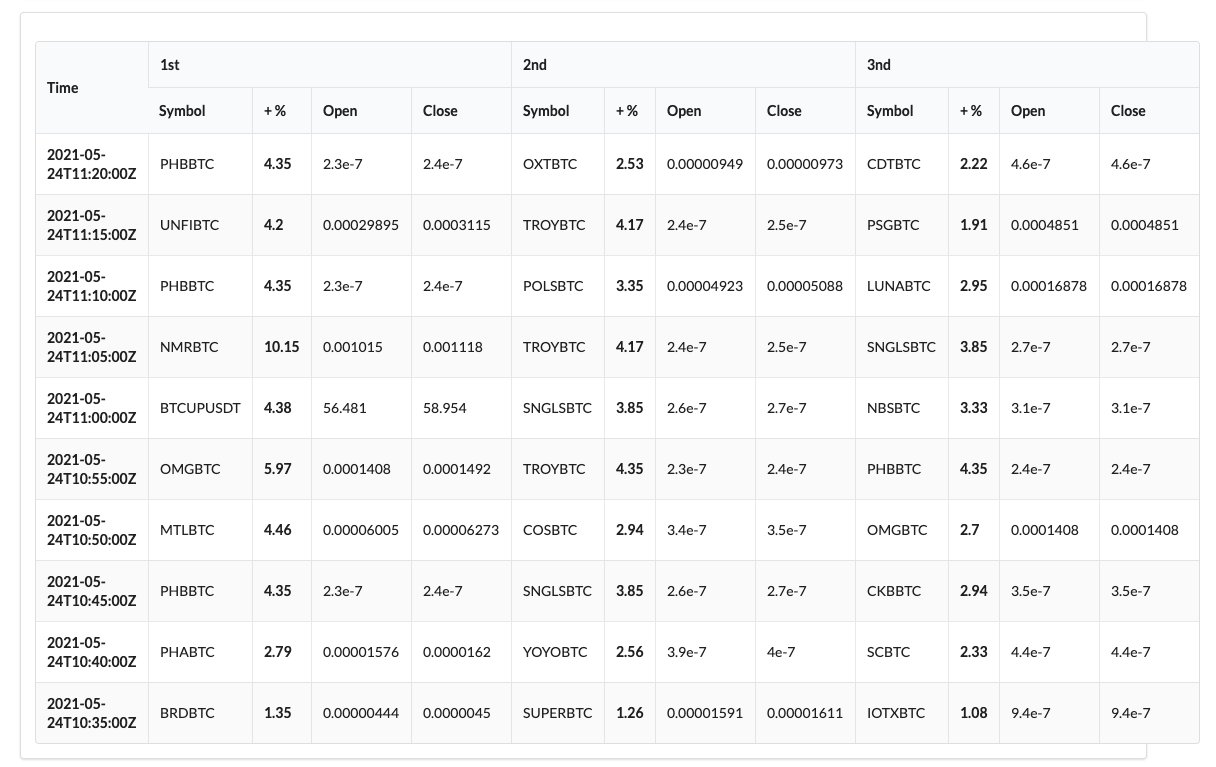 1st 2nd 3nd
Time
Symbol + % Open Close Symbol + % Open Close Symbol + % Open Close
2021-05-
24T11:20:00Z PHBBTC 4.35 2.3e-7 2.4e-7 OXTBTC 2.53 0.00000949 0.00000973 CDTBTC 2.22 4.6e-7 4.6e-7
2021-05-
24T11:15:00Z UNFIBTC 4.2 0.00029895 0.0003115 TROYBTC 4.17 2.4e-7 2.5e-7 PSGBTC 1.91 0.0004851 0.0004851
2021-05-
24T11:10:00Z PHBBTC 4.35 2.3e-7 2.4e-7 POLSBTC 3.35 0.00004923 0.00005088 LUNABTC 2.95 0.00016878 0.00016878
2021-05-
24T11:05:00Z NMRBTC 10.15 0.001015 0.001118 TROYBTC 4.17 2.4e-7 2.5e-7 SNGLSBTC 3.85 2.7e-7 2.7e-7
2021-05-
24T11:00:00Z BTCUPUSDT 4.38 56.481 58.954 SNGLSBTC 3.85 2.6e-7 2.7e-7 NBSBTC 3.33 3.1e-7 3.1e-7
2021-05-
24T10:55:00Z OMGBTC 5.97 0.0001408 0.0001492 TROYBTC 4.35 2.3e-7 2.4e-7 PHBBTC 4.35 2.4e-7 2.4e-7
2021-05-
24T10:50:00Z MTLBTC 4.46 0.00006005 0.00006273 COSBTC 2.94 3.4e-7 3.5e-7 OMGBTC 2.7 0.0001408 0.0001408
2021-05-
24T10:45:00Z PHBBTC 4.35 2.3e-7 2.4e-7 SNGLSBTC 3.85 2.6e-7 2.7e-7 CKBBTC 2.94 3.5e-7 3.5e-7
2021-05-
24T10:40:00Z PHABTC 2.79 0.00001576 0.0000162 YOYOBTC 2.56 3.9e-7 4e-7 SCBTC 2.33 4.4e-7 4.4e-7
2021-05-
24T10:35:00Z BRDBTC 1.35 0.00000444 0.0000045 SUPERBTC 1.26 0.00001591 0.00001611 IOTXBTC 1.08 9.4e-7 9.4e-7